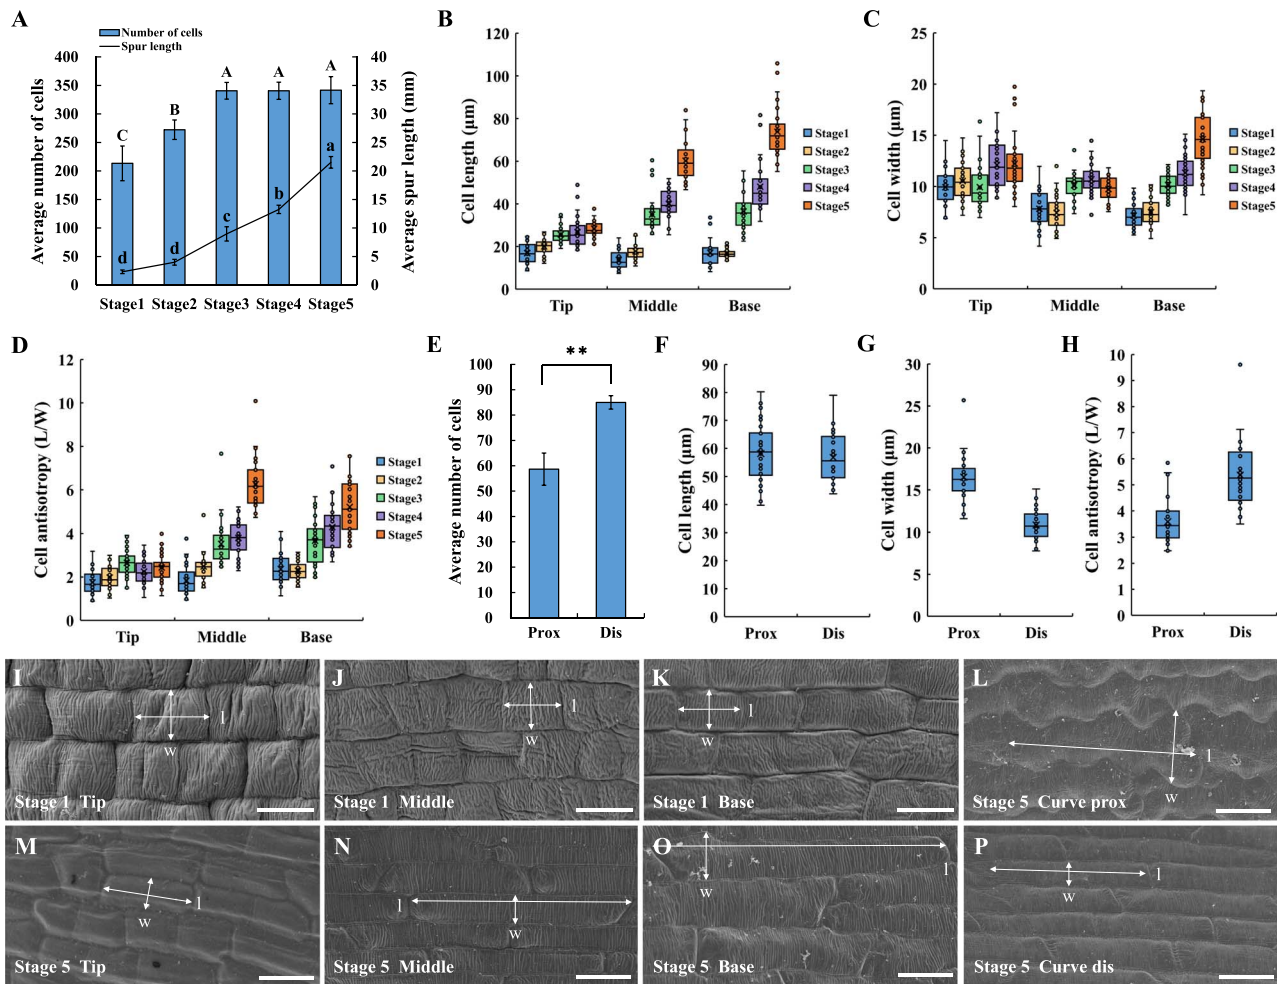 A
Number of cells
Spur length
Average number of cells
400
350
300
250
200
150
100
50
0
40
35
30
25
20
15
10
5
0
Average spur length (mm)
C
B
A
A
A
d
d
c
b
a
Stage1 Stage2 Stage3 Stage4 Stage5
B
Cell length (µm)
120
100
80
60
40
20
0
Tip Middle Base
Stage1
Stage2
Stage3
Stage4
Stage5
C
Cell width (µm)
25
20
15
10
5
0
Tip Middle Base
Stage1
Stage2
Stage3
Stage4
Stage5
D
Cell antisotropy (L/W)
12
10
8
6
4
2
0
Tip Middle Base
Stage1
Stage2
Stage3
Stage4
Stage5
E
Average number of cells
100
90
80
70
60
50
40
30
20
10
0
**
Prox Dis
F
Cell length (µm)
90
80
70
60
50
40
30
20
10
0
Prox Dis
G
Cell width (µm)
30
25
20
15
10
5
0
Prox Dis
H
Cell antisotropy (L/W)
10
9
8
7
6
5
4
3
2
1
0
Prox Dis
I
l
w
Stage 1 Tip
J
l
w
Stage 1 Middle
K
l
w
Stage 1 Base
L
l
w
Stage 5 Curve prox
M
l
w
Stage 5 Tip
N
l
w
Stage 5 Middle
O
l
w
Stage 5 Base
P
l
w
Stage 5 Curve dis